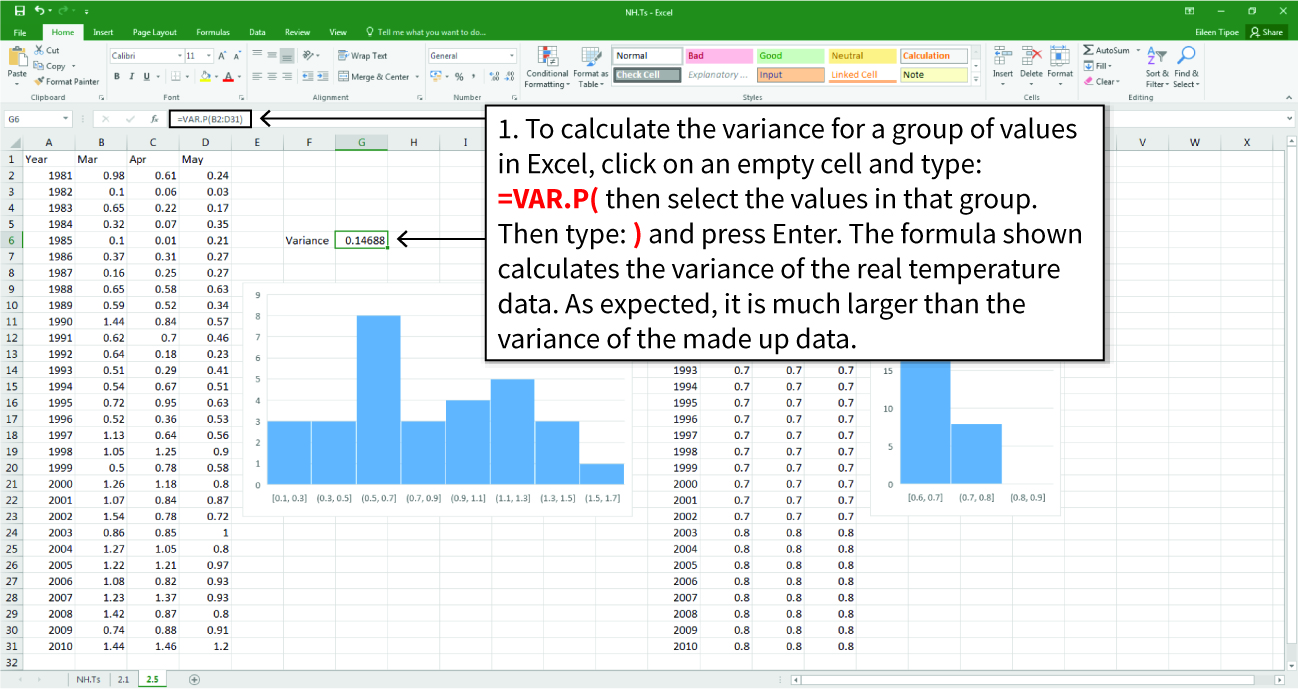 NH.Ts - Excel
File Home Insert Page Layout Formulas Data Review View Tell me what you want to do... Eileen Tipoe Share
Paste Cut Copy Format Painter Clipboard
Calibri 11 A A B I U A Font
Wrap Text Merge & Center Alignment
General % , Number
Conditional Formatting Format as Table
Normal Bad Good Neutral Calculation
Check Cell Explanatory ... Input Linked Cell Note
Styles
Insert Delete Format Cells
AutoSum Fill Clear Sort & Filter Find & Select Editing
G6 fx =VAR.P(B2:D31)
A B C D E F G H I V W X
1 Year Mar Apr May
2 1981 0.98 0.61 0.24
3 1982 0.1 0.06 0.03
4 1983 0.65 0.22 0.17
5 1984 0.32 0.07 0.35
6 1985 0.1 0.01 0.21 Variance 0.14688
7 1986 0.37 0.31 0.27
8 1987 0.16 0.25 0.27
9 1988 0.65 0.58 0.63
10 1989 0.59 0.52 0.34
11 1990 1.44 0.84 0.57
12 1991 0.62 0.7 0.46
13 1992 0.64 0.18 0.23
14 1993 0.51 0.29 0.41 1993 0.7 0.7 0.7
15 1994 0.54 0.67 0.51 1994 0.7 0.7 0.7
16 1995 0.72 0.95 0.63 1995 0.7 0.7 0.7
17 1996 0.52 0.36 0.53 1996 0.7 0.7 0.7
18 1997 1.13 0.64 0.56 1997 0.7 0.7 0.7
19 1998 1.05 1.25 0.9 1998 0.7 0.7 0.7
20 1999 0.5 0.78 0.58 1999 0.7 0.7 0.7
21 2000 1.26 1.18 0.8 2000 0.7 0.7 0.7
22 2001 1.07 0.84 0.87 2001 0.7 0.7 0.7
23 2002 1.54 0.78 0.72 2002 0.7 0.7 0.7
24 2003 0.86 0.85 1 2003 0.8 0.8 0.8
25 2004 1.27 1.05 0.8 2004 0.8 0.8 0.8
26 2005 1.22 1.21 0.97 2005 0.8 0.8 0.8
27 2006 1.08 0.82 0.93 2006 0.8 0.8 0.8
28 2007 1.23 1.37 0.93 2007 0.8 0.8 0.8
29 2008 1.42 0.87 0.8 2008 0.8 0.8 0.8
30 2009 0.74 0.88 0.91 2009 0.8 0.8 0.8
31 2010 1.44 1.46 1.2 2010 0.8 0.8 0.8
32
1. To calculate the variance for a group of values
in Excel, click on an empty cell and type:
=VAR.P( then select the values in that group.
Then type: ) and press Enter. The formula shown
calculates the variance of the real temperature
data. As expected, it is much larger than the
variance of the made up data.
9
8
7
6
5
4
3
2
1
0
[0.1, 0.3] (0.3, 0.5] (0.5, 0.7] (0.7, 0.9] (0.9, 1.1] (1.1, 1.3] (1.3, 1.5] (1.5, 1.7]
15
10
5
0
[0.6, 0.7] (0.7, 0.8] (0.8, 0.9]
NH.Ts 2.1 2.5